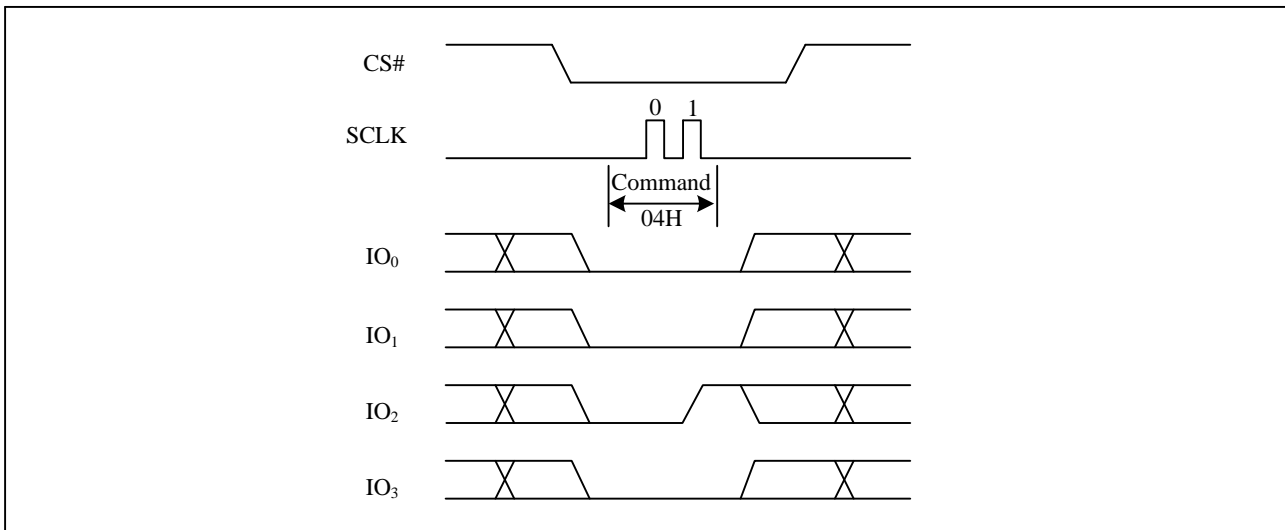 CS#
0 1
SCLK
Command
04H
IO₀
IO₁
IO₂
IO₃